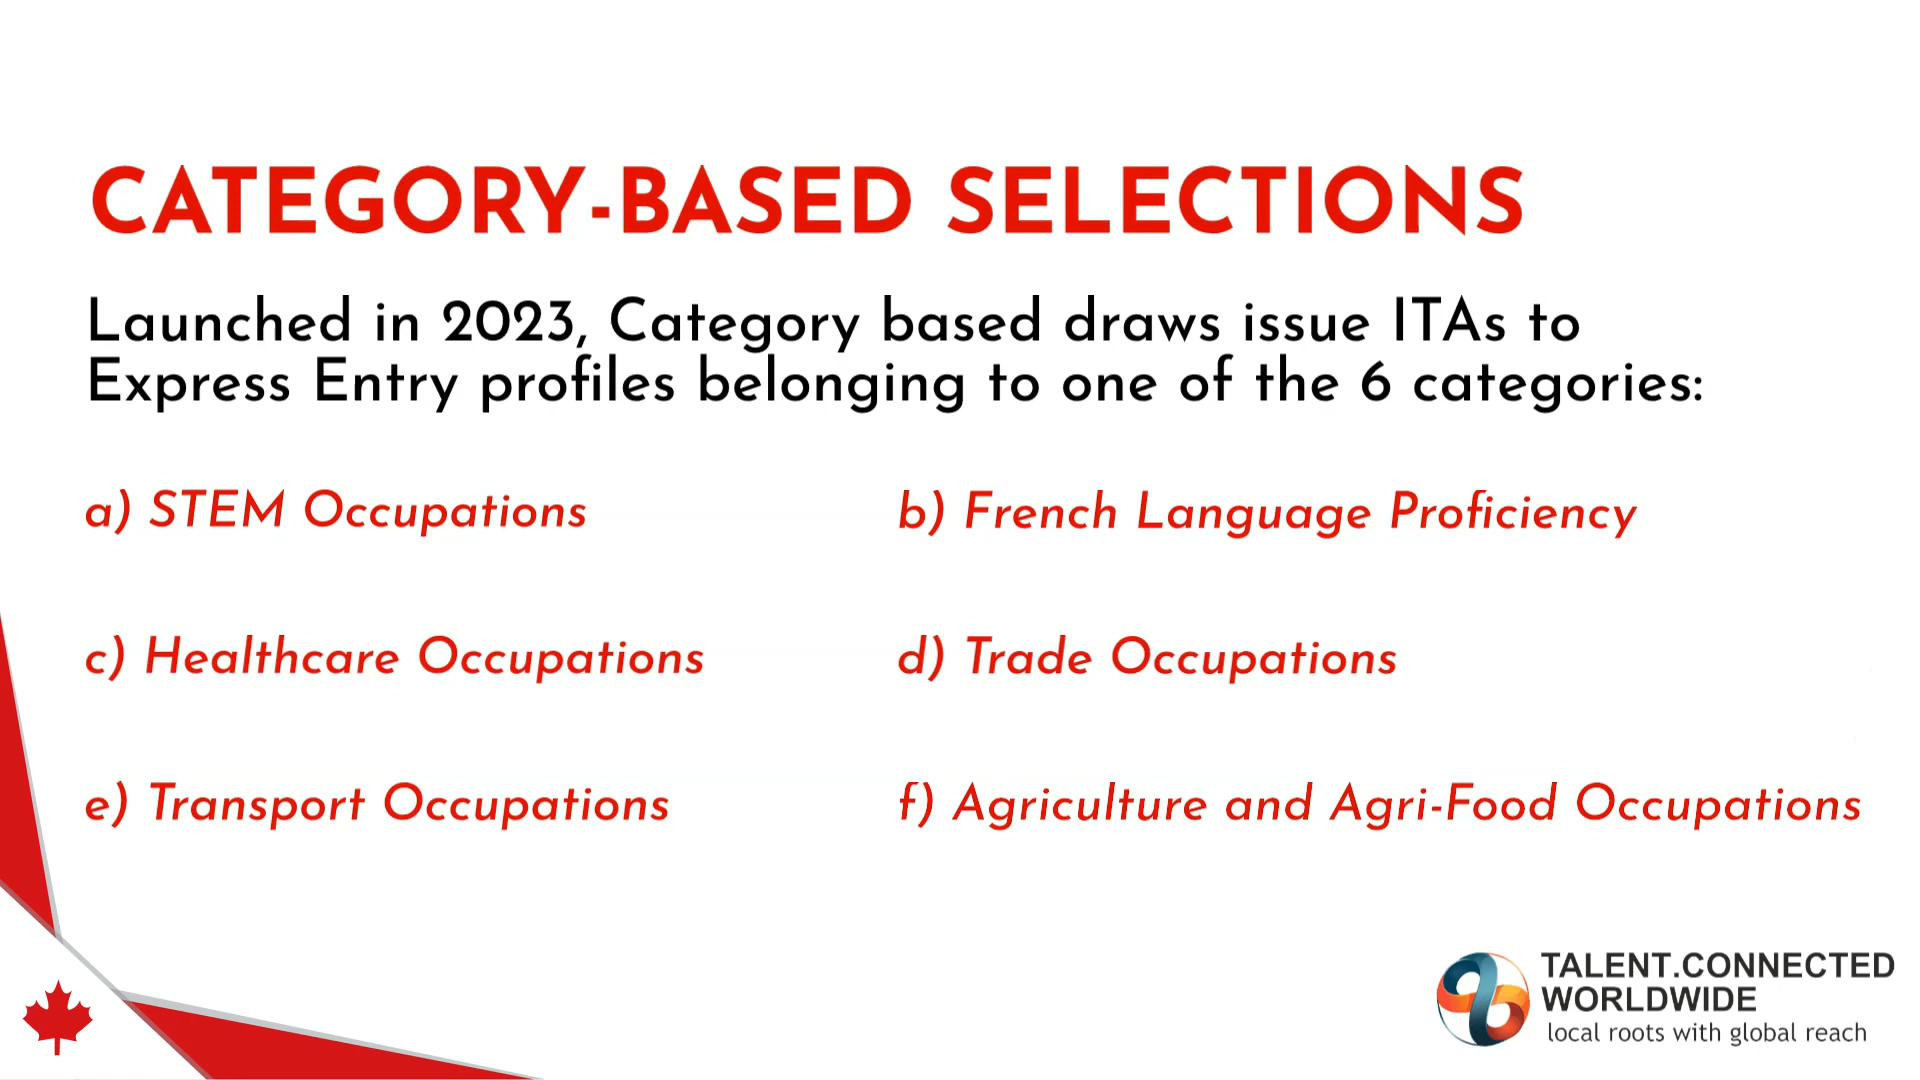 CATEGORY-BASED SELECTIONS
Launched in 2023, Category based draws issue ITAs to
Express Entry profiles belonging to one of the 6 categories:
a) STEM Occupations
b) French Language Proficiency
c) Healthcare Occupations
d) Trade Occupations
e) Transport Occupations
f) Agriculture and Agri-Food Occupations
TALENT.CONNECTED
WORLDWIDE
local roots with global reach